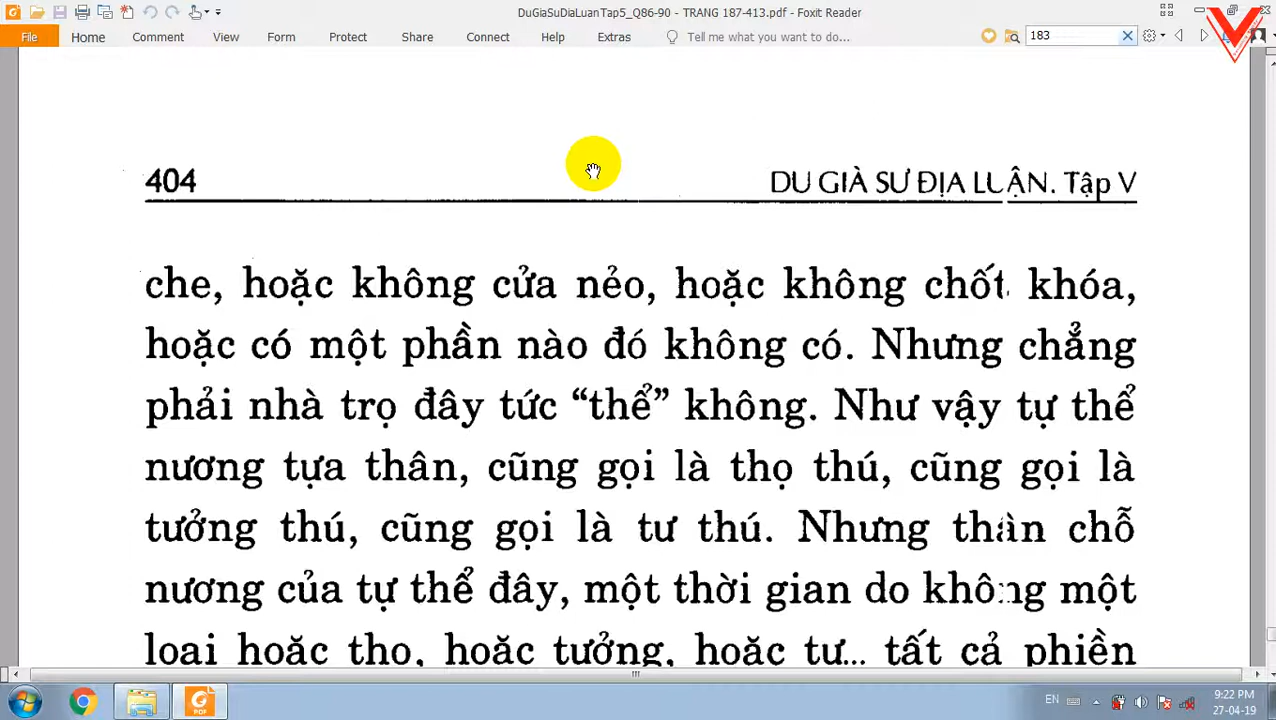 DuGiaSuDiaLuanTap5_Q86-90 - TRANG 187-413.pdf - Foxit Reader
File Home Comment View Form Protect Share Connect Help Extras Tell me what you want to do... 183
404 DU GIÀ SƯ ĐỊA LUẬN. Tập V
che, hoặc không cửa nẻo, hoặc không chốt khóa,
hoặc có một phần nào đó không có. Nhưng chẳng
phải nhà trọ đây tức “thể” không. Như vậy tự thể
nương tựa thân, cũng gọi là thọ thú, cũng gọi là
tưởng thú, cũng gọi là tư thú. Nhưng thân chỗ
nương của tự thể đây, một thời gian do không một
loại hoặc thọ, hoặc tưởng, hoặc tư... tất cả phiền
EN 9:22 PM
27-04-19